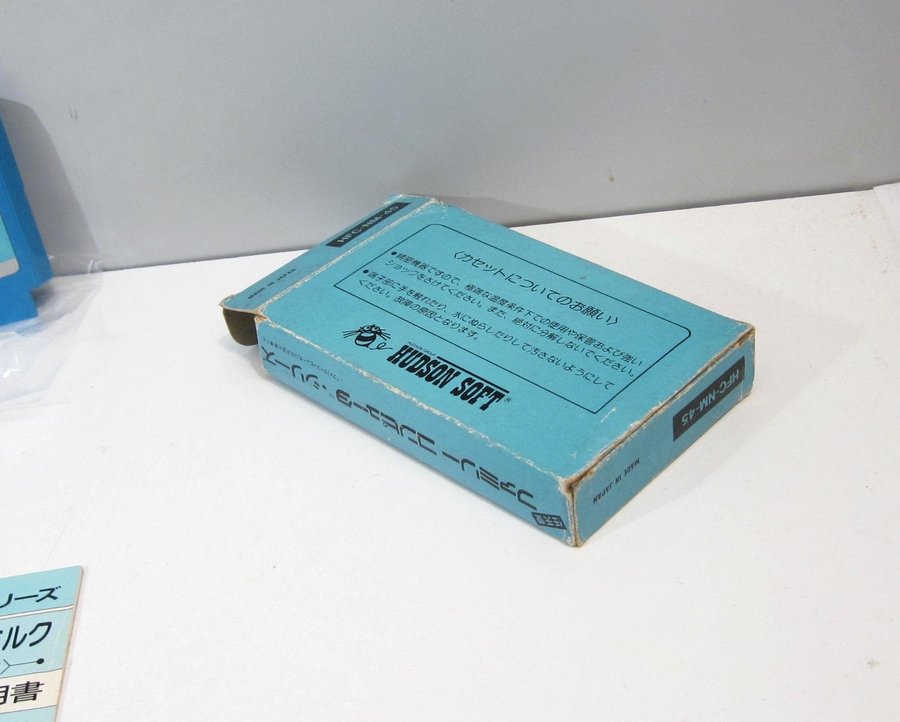 HFC-NM-45
MADE IN JAPAN
〈カセットについてのお願い〉
●精密機器ですので、極端な温度条件下での使用や保管および強い
ショックをさけてください。また、絶対に分解しないでください。
●端子部に手を触れたり、水にぬらしたりして汚さないようにして
ください。故障の原因となります。
HUDSON SOFT®
ファミリー コンピュータ シリーズ
HFC-NM-45
MADE IN JAPAN
リーズ
ルク
用書